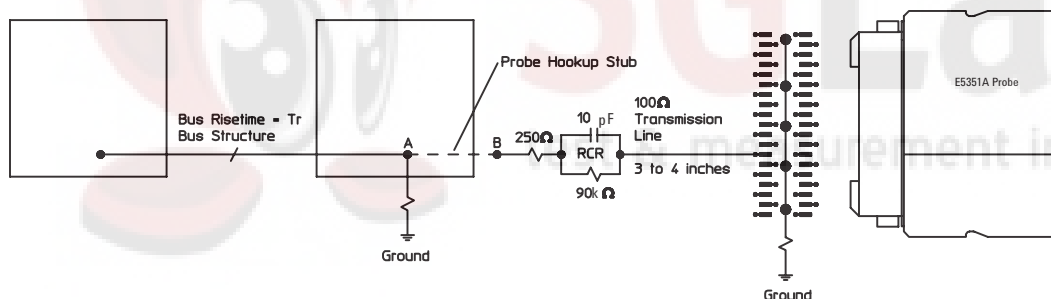 Bus Risetime = Tr
Bus Structure
A
Ground
Probe Hookup Stub
B
250Ω
10 pF
RCR
90kΩ
100Ω
Transmission
Line
3 to 4 inches
Ground
E5351A Probe